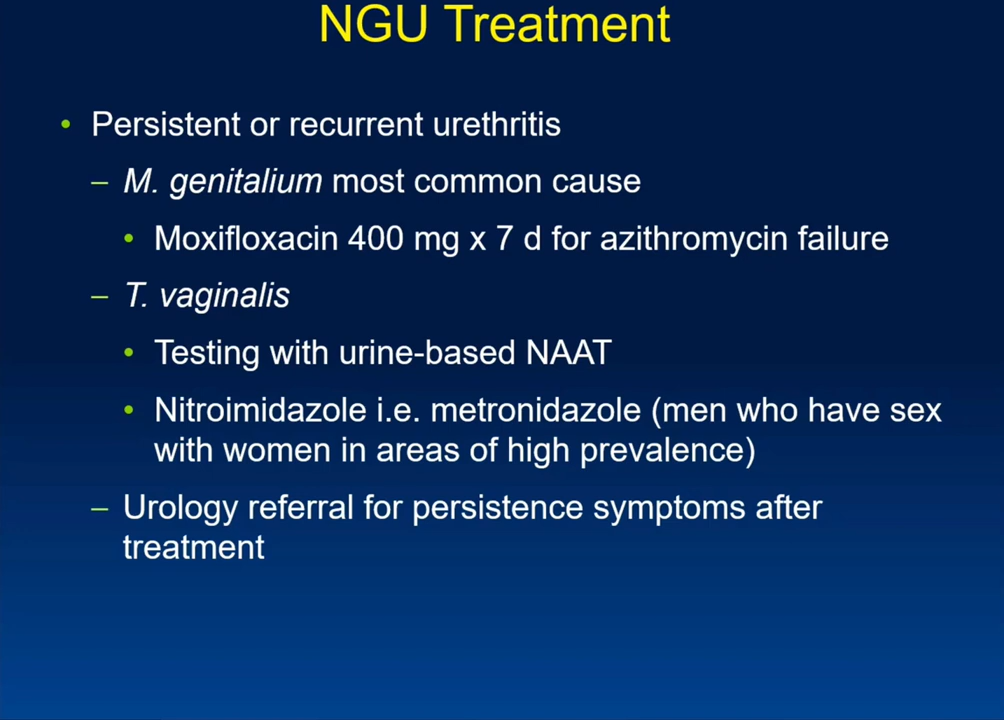 NGU Treatment
• Persistent or recurrent urethritis
– M. genitalium most common cause
• Moxifloxacin 400 mg x 7 d for azithromycin failure
– T. vaginalis
• Testing with urine-based NAAT
• Nitroimidazole i.e. metronidazole (men who have sex
with women in areas of high prevalence)
– Urology referral for persistence symptoms after
treatment